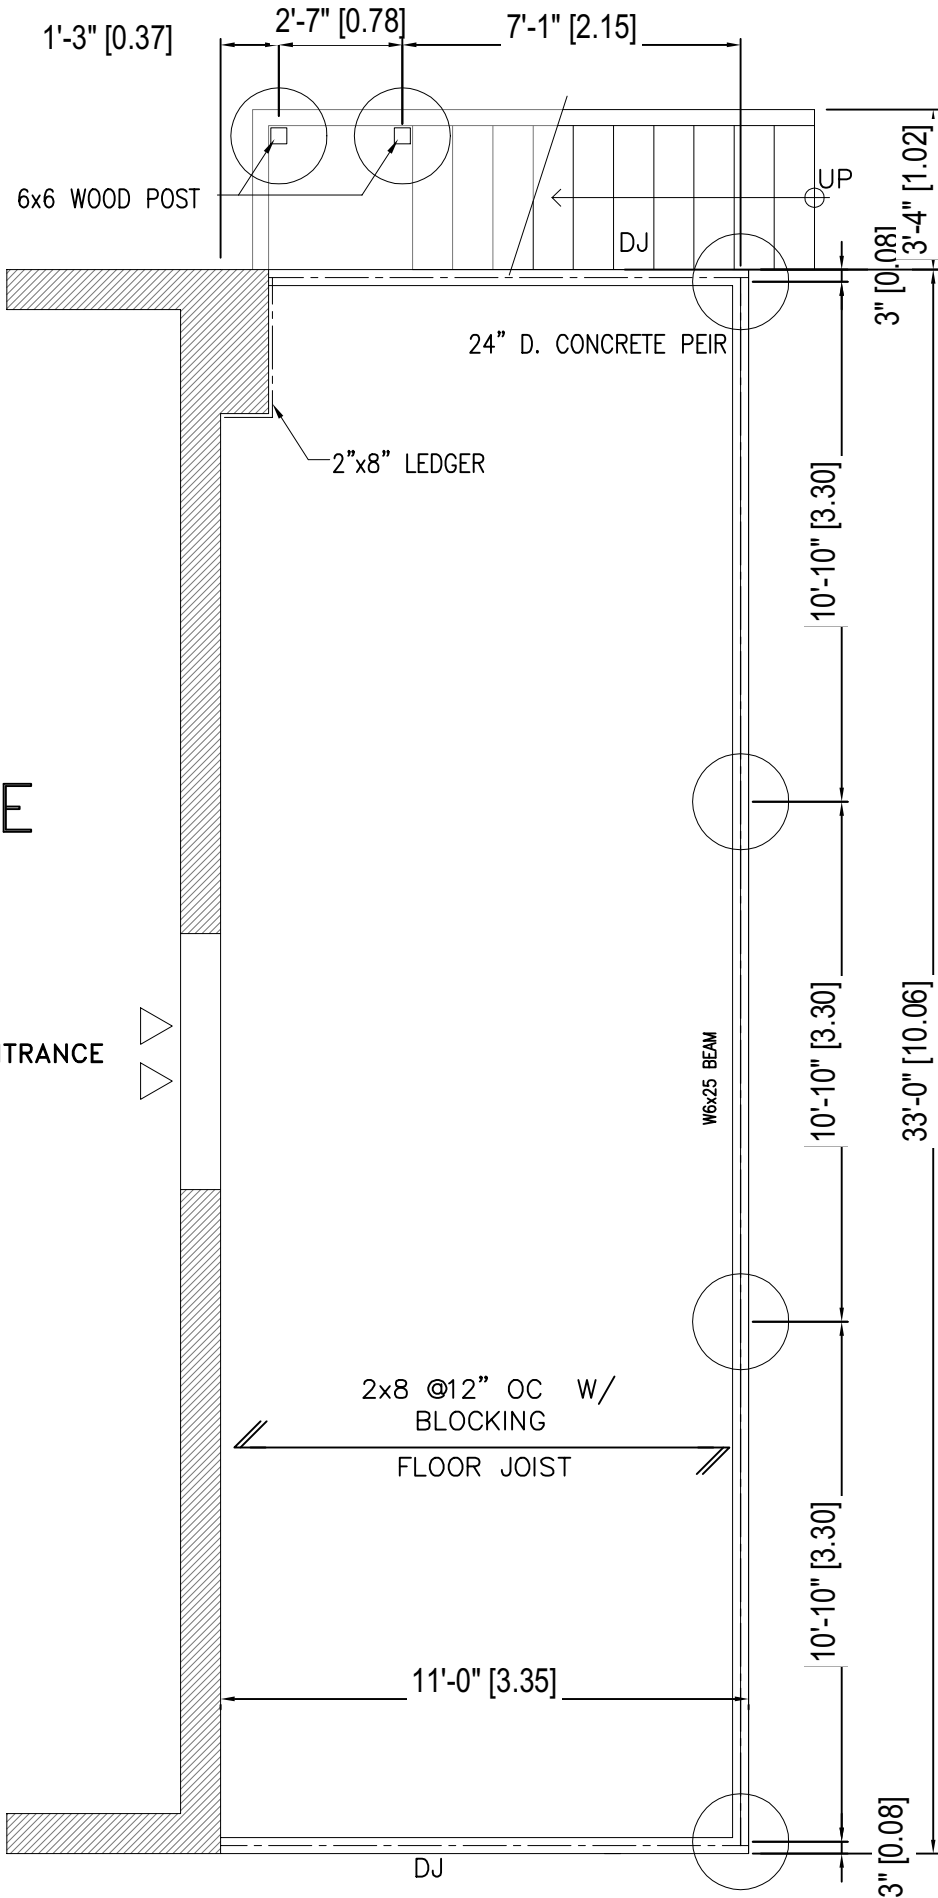 1'-3" [0.37]
2'-7" [0.78]
7'-1" [2.15]
3'-4" [1.02]
UP
6x6 WOOD POST
DJ
3" [0.08]
24” D. CONCRETE PEIR
2”x8” LEDGER
10'-10" [3.30]
E
10'-10" [3.30]
33'-0" [10.06]
NTRANCE
W6x25 BEAM
2x8 @12” OC W/
BLOCKING
FLOOR JOIST
10'-10" [3.30]
11'-0" [3.35]
DJ
3" [0.08]